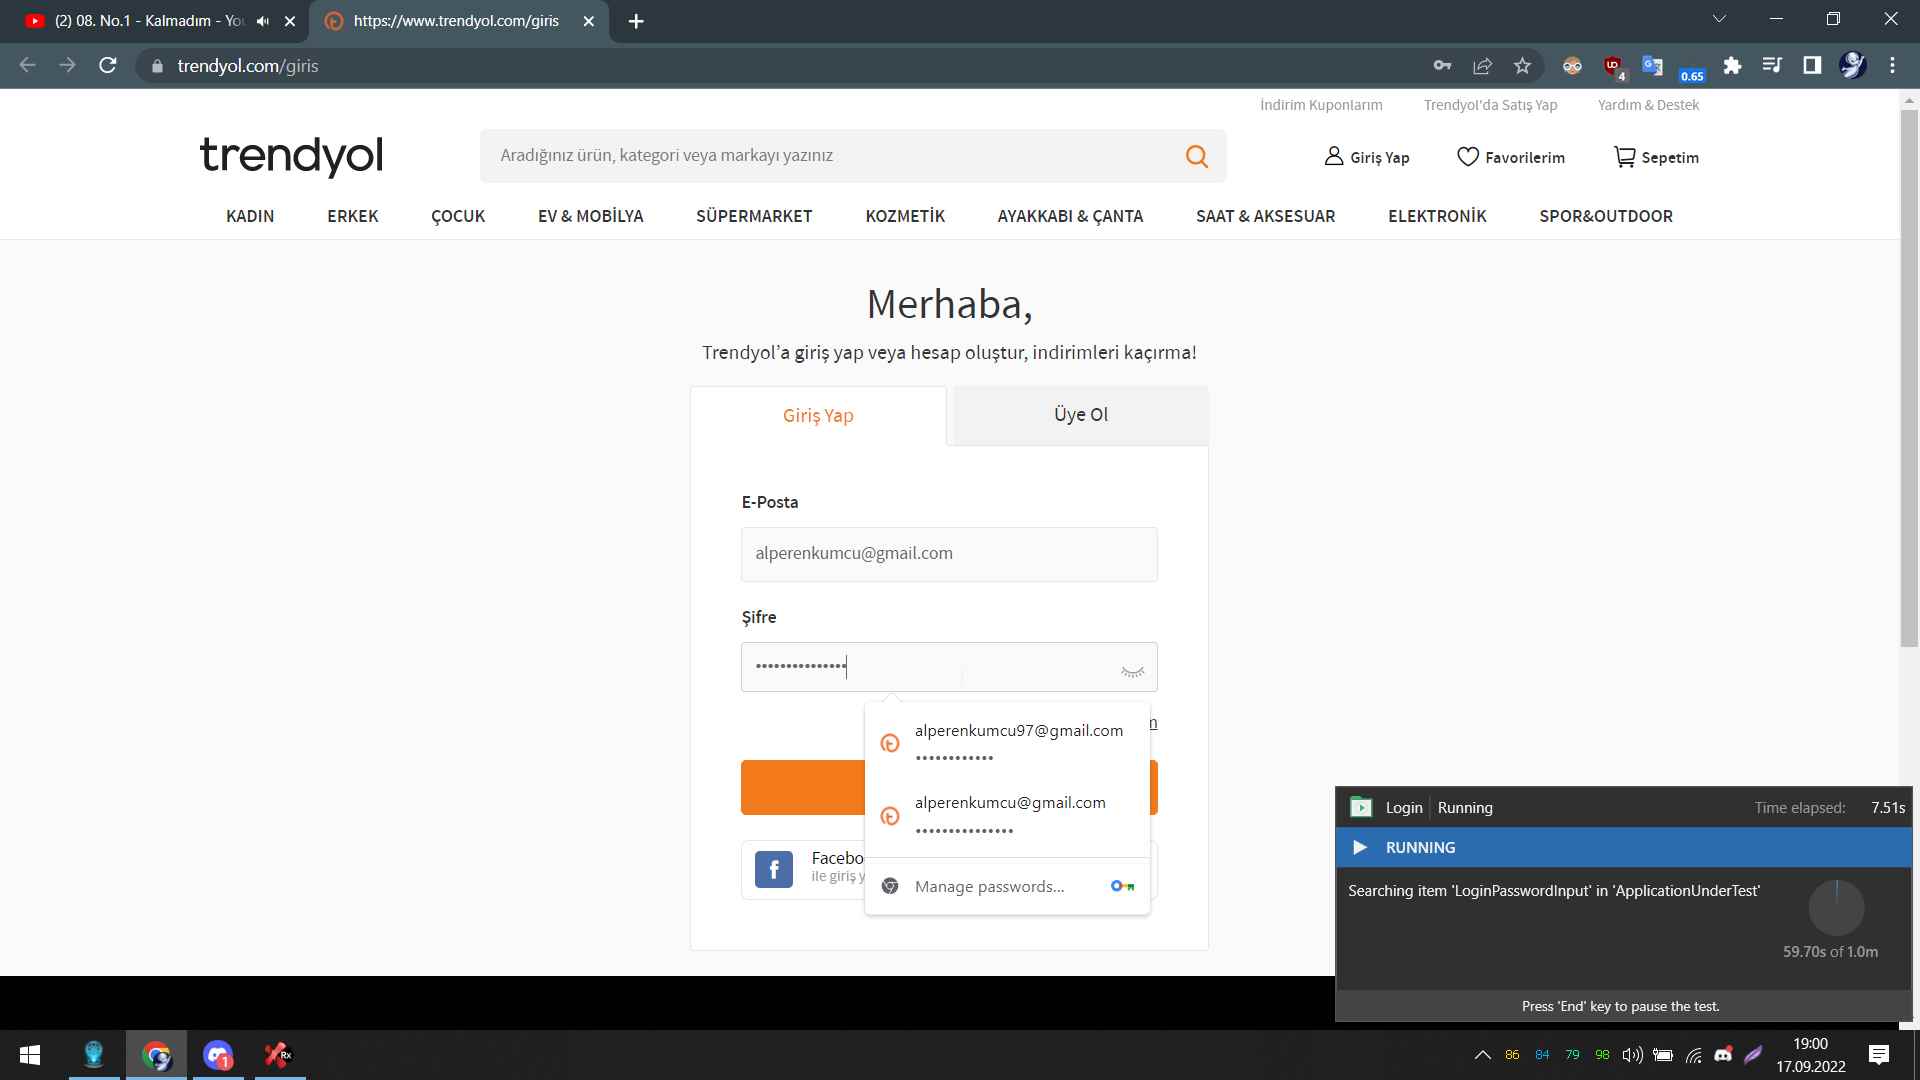 (2) 08. No.1 - Kalmadım - You
https://www.trendyol.com/giris
trendyol.com/giris
4
0.65
İndirim Kuponlarım
Trendyol'da Satış Yap
Yardım & Destek
trendyol
Aradığınız ürün, kategori veya markayı yazınız
Giriş Yap
Favorilerim
Sepetim
KADIN
ERKEK
ÇOCUK
EV & MOBİLYA
SÜPERMARKET
KOZMETİK
AYAKKABI & ÇANTA
SAAT & AKSESUAR
ELEKTRONİK
SPOR&OUTDOOR
Merhaba,
Trendyol’a giriş yap veya hesap oluştur, indirimleri kaçırma!
Giriş Yap
Üye Ol
E-Posta
alperenkumcu@gmail.com
Şifre
•••••••••••••••
alperenkumcu97@gmail.com
••••••••••••
alperenkumcu@gmail.com
•••••••••••••••
Manage passwords...
Facebo
ile giriş y
Login
Running
Time elapsed:
7.51s
RUNNING
Searching item 'LoginPasswordInput' in 'ApplicationUnderTest'
59.70s of 1.0m
Press 'End' key to pause the test.
1
Rx
86
84
79
98
19:00
17.09.2022